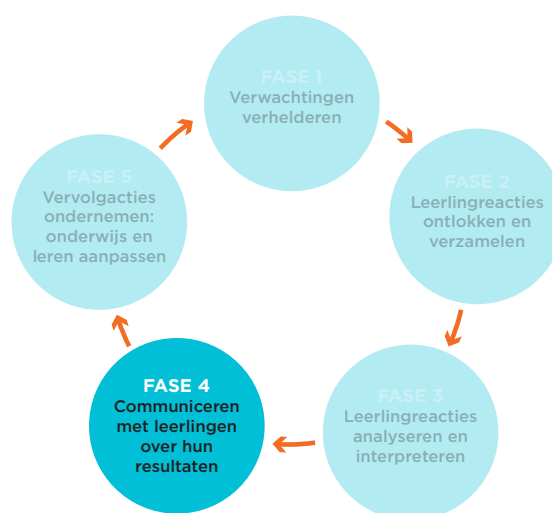 FASE 1
Verwachtingen
verhelderen
FASE 2
Leerlingreacties
ontlokken en
verzamelen
FASE 3
Leerlingreacties
analyseren en
interpreteren
FASE 4
Communiceren
met leerlingen
over hun
resultaten
FASE 5
Vervolgacties
ondernemen:
onderwijs en
leren aanpassen